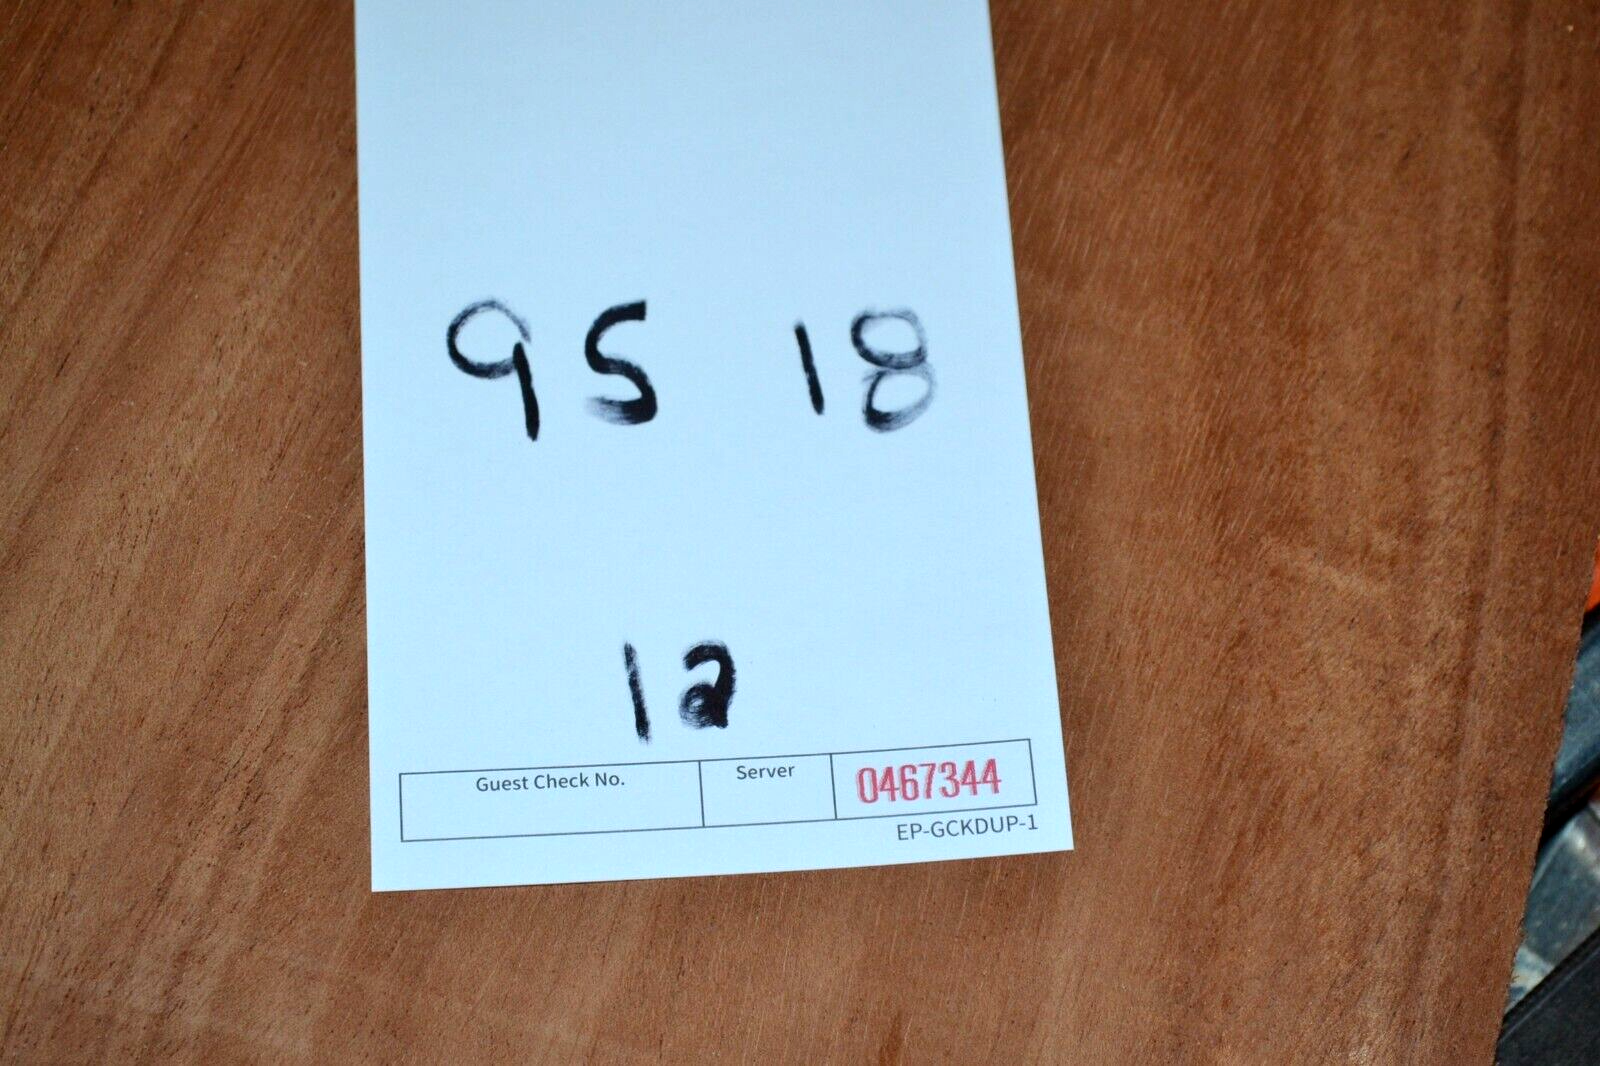 95 18
12
Guest Check No. Server 0467344
EP-GCKDUP-1